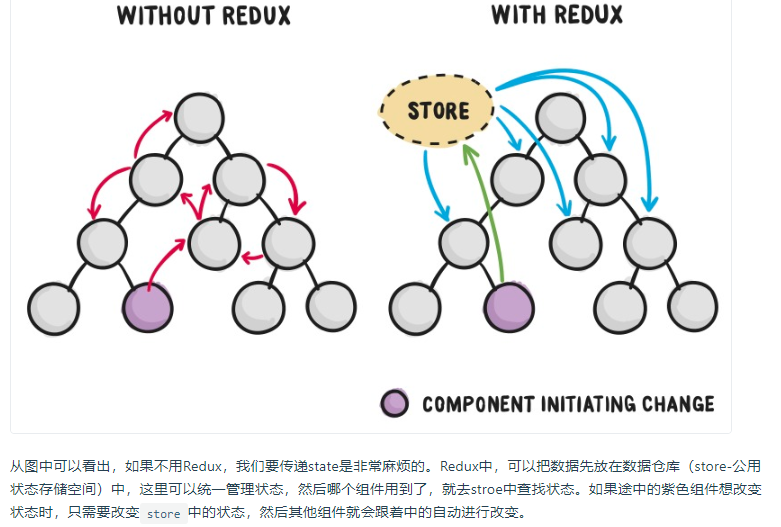 WITHOUT REDUX
WITH REDUX
STORE
COMPONENT INITIATING CHANGE
从图中可以看出，如果不用Redux，我们要传递state是非常麻烦的。Redux中，可以把数据先放在数据仓库（store-公用
状态存储空间）中，这里可以统一管理状态，然后哪个组件用到了，就去stroe中查找状态。如果途中的紫色组件想改变
状态时，只需要改变 store 中的状态，然后其他组件就会跟着中的自动进行改变。